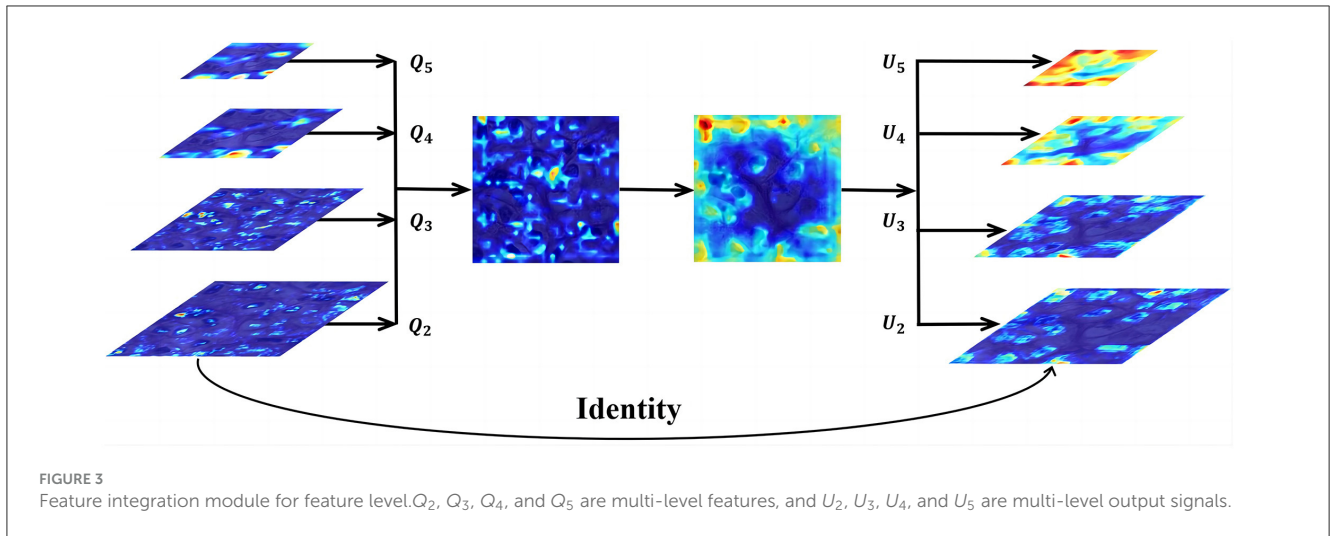 Q5
U5
Q4
U4
Q3
U3
Q2
U2
Identity
FIGURE 3
Feature integration module for feature level.Q2, Q3, Q4, and Q5 are multi-level features, and U2, U3, U4, and U5 are multi-level output signals.